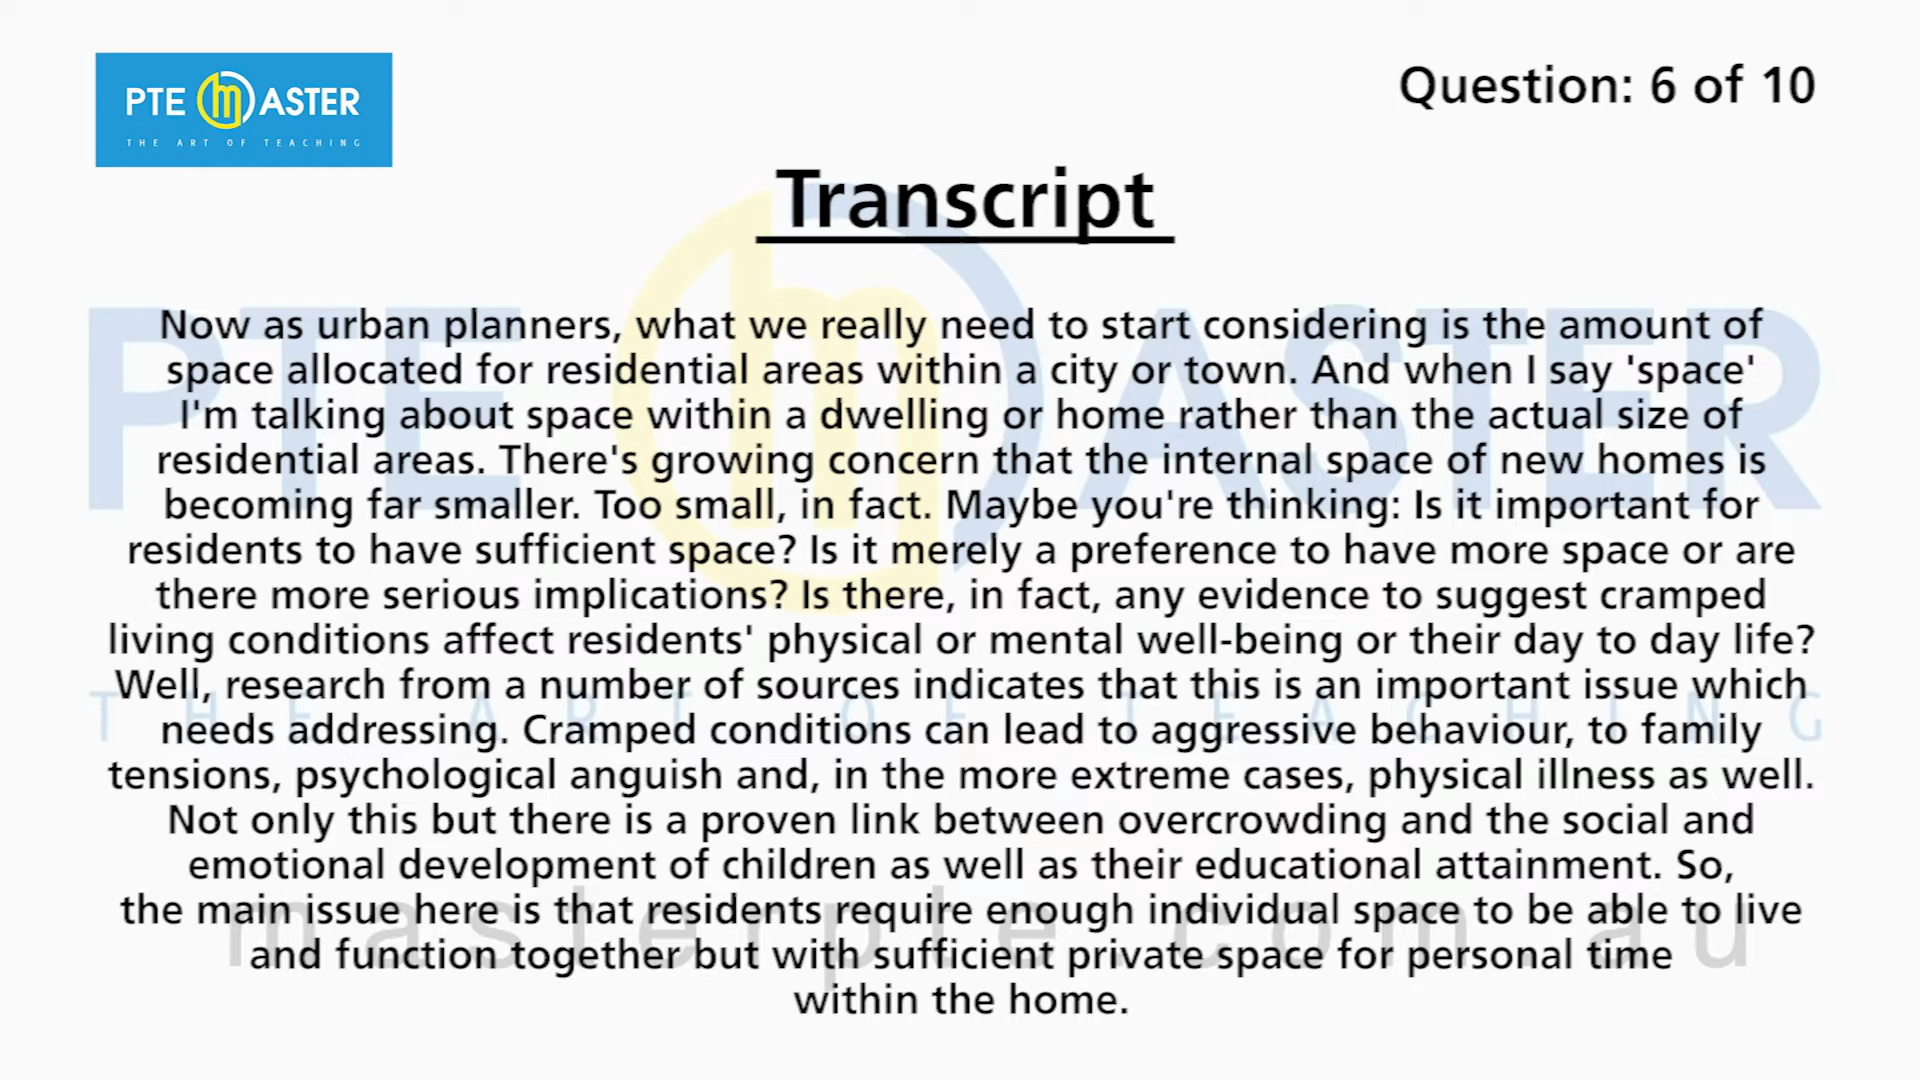 PTE MASTER
THE ART OF TEACHING
Question: 6 of 10
Transcript
Now as urban planners, what we really need to start considering is the amount of
space allocated for residential areas within a city or town. And when I say 'space'
I'm talking about space within a dwelling or home rather than the actual size of
residential areas. There's growing concern that the internal space of new homes is
becoming far smaller. Too small, in fact. Maybe you're thinking: Is it important for
residents to have sufficient space? Is it merely a preference to have more space or are
there more serious implications? Is there, in fact, any evidence to suggest cramped
living conditions affect residents' physical or mental well-being or their day to day life?
Well, research from a number of sources indicates that this is an important issue which
needs addressing. Cramped conditions can lead to aggressive behaviour, to family
tensions, psychological anguish and, in the more extreme cases, physical illness as well.
Not only this but there is a proven link between overcrowding and the social and
emotional development of children as well as their educational attainment. So,
the main issue here is that residents require enough individual space to be able to live
and function together but with sufficient private space for personal time
within the home.
PTE MASTER
THE ART OF TEACHING
masterpte.com.au